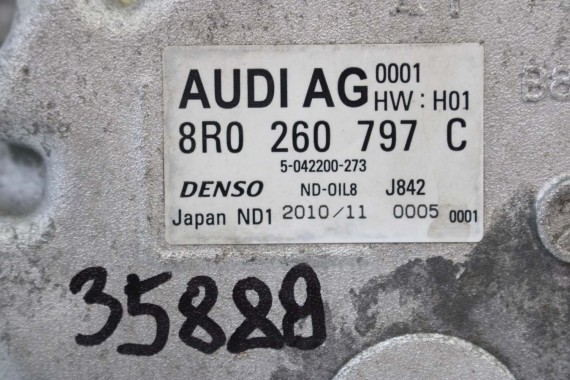 AUDI AG 0001
HW : H01
8R0 260 797 C
5-042200-273
DENSO ND-OIL8 J842
Japan ND1 2010/11 0005 0001
35889